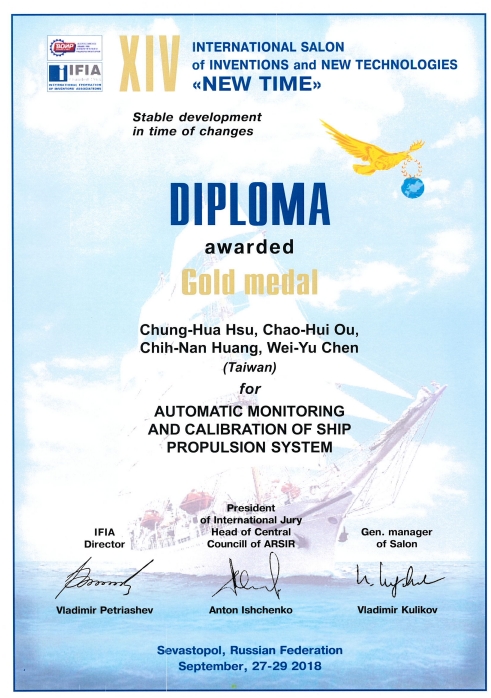 XIV
INTERNATIONAL SALON
of INVENTIONS and NEW TECHNOLOGIES
«NEW TIME»
IFIA
INTERNATIONAL FEDERATION
OF INVENTORS' ASSOCIATIONS
Stable development
in time of changes
DIPLOMA
awarded
Gold medal
Chung-Hua Hsu, Chao-Hui Ou,
Chih-Nan Huang, Wei-Yu Chen
(Taiwan)
for
AUTOMATIC MONITORING
AND CALIBRATION OF SHIP
PROPULSION SYSTEM
IFIA
Director
Vladimir Petriashev
President
of International Jury
Head of Central
Councill of ARSIR
Anton Ishchenko
Gen. manager
of Salon
Vladimir Kulikov
Sevastopol, Russian Federation
September, 27-29 2018